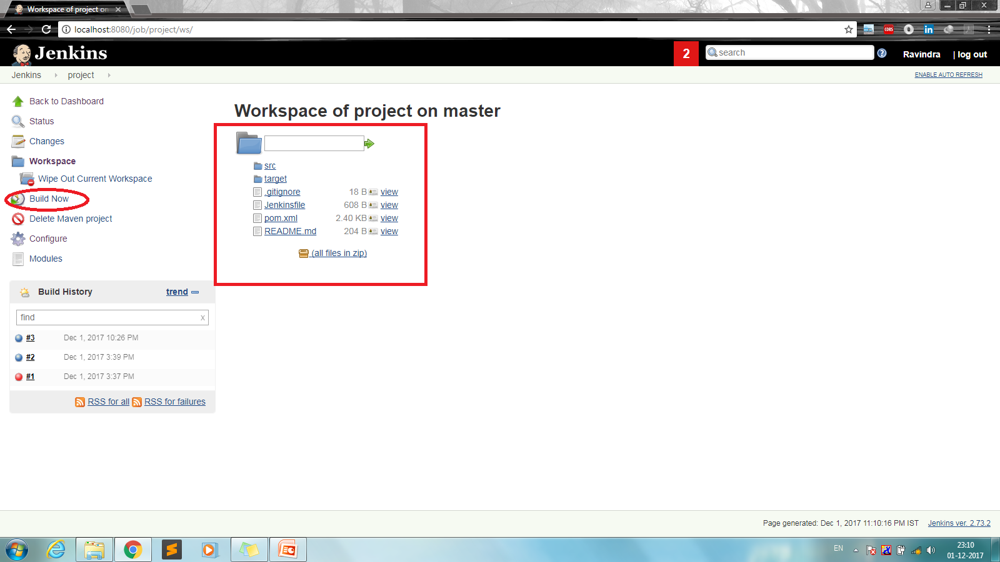 Workspace of project on
localhost:8080/job/project/ws/
CORS
in
Jenkins
2
search
Ravindra
| log out
Jenkins
project
ENABLE AUTO REFRESH
Back to Dashboard
Status
Changes
Workspace
Wipe Out Current Workspace
Build Now
Delete Maven project
Configure
Modules
Workspace of project on master
src
target
.gitignore 18 B view
Jenkinsfile 608 B view
pom.xml 2.40 KB view
README.md 204 B view
(all files in zip)
Build History trend
find x
#3 Dec 1, 2017 10:26 PM
#2 Dec 1, 2017 3:39 PM
#1 Dec 1, 2017 3:37 PM
RSS for all RSS for failures
Page generated: Dec 1, 2017 11:10:16 PM IST Jenkins ver. 2.73.2
EN
23:10
01-12-2017